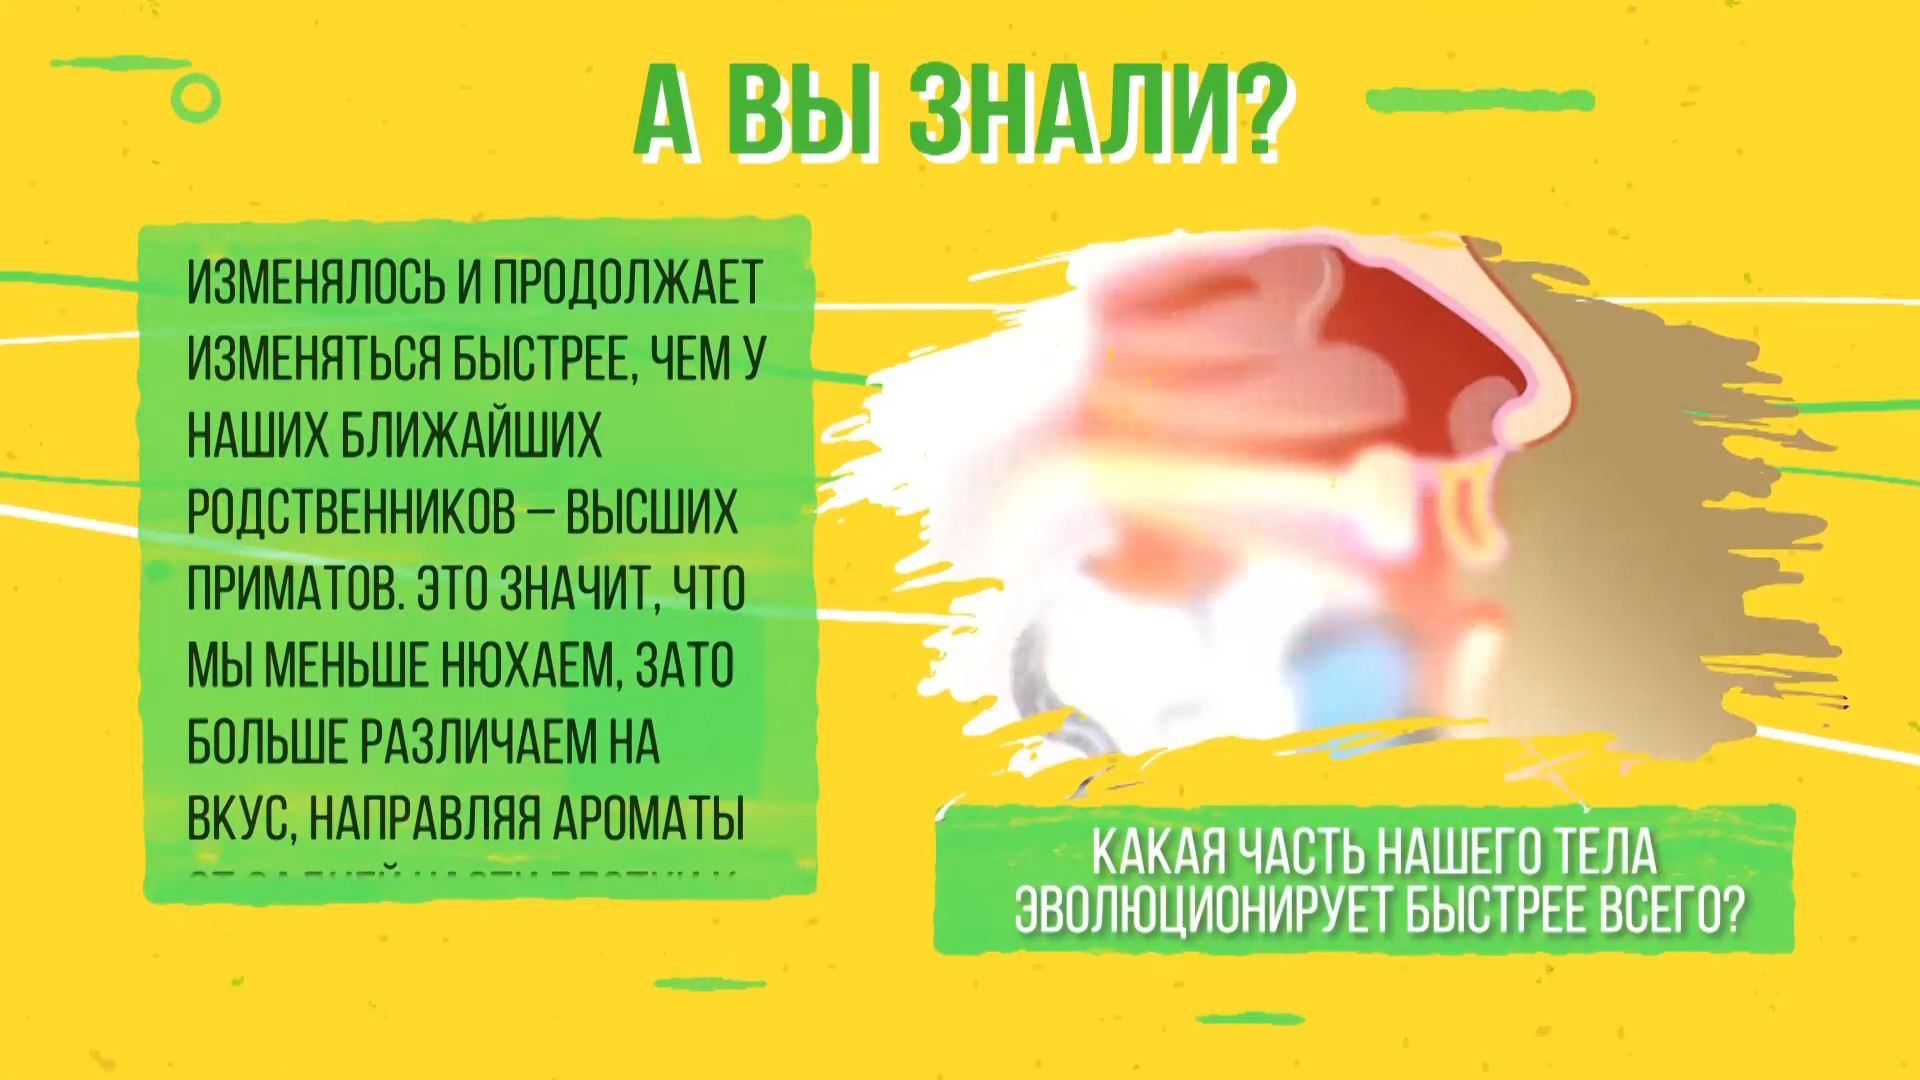 А ВЫ ЗНАЛИ?
ИЗМЕНЯЛОСЬ И ПРОДОЛЖАЕТ
ИЗМЕНЯТЬСЯ БЫСТРЕЕ, ЧЕМ У
НАШИХ БЛИЖАЙШИХ
РОДСТВЕННИКОВ – ВЫСШИХ
ПРИМАТОВ. ЭТО ЗНАЧИТ, ЧТО
МЫ МЕНЬШЕ НЮХАЕМ, ЗАТО
БОЛЬШЕ РАЗЛИЧАЕМ НА
ВКУС, НАПРАВЛЯЯ АРОМАТЫ
КАКАЯ ЧАСТЬ НАШЕГО ТЕЛА
ЭВОЛЮЦИОНИРУЕТ БЫСТРЕЕ ВСЕГО?